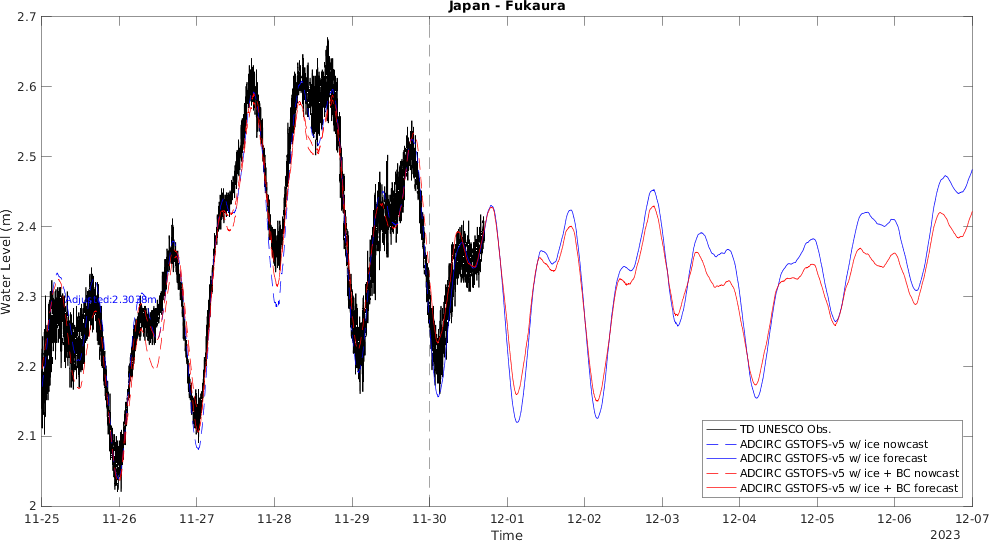 Japan - Fukaura
2.7
2.6
2.5
2.4
2.3
2.2
2.1
2
Water Level (m)
Adjusted:2.3028m
TD UNESCO Obs.
ADCIRC GSTOFS-v5 w/ ice nowcast
ADCIRC GSTOFS-v5 w/ ice forecast
ADCIRC GSTOFS-v5 w/ ice + BC nowcast
ADCIRC GSTOFS-v5 w/ ice + BC forecast
11-25 11-26 11-27 11-28 11-29 11-30 12-01 12-02 12-03 12-04 12-05 12-06 12-07
Time
2023